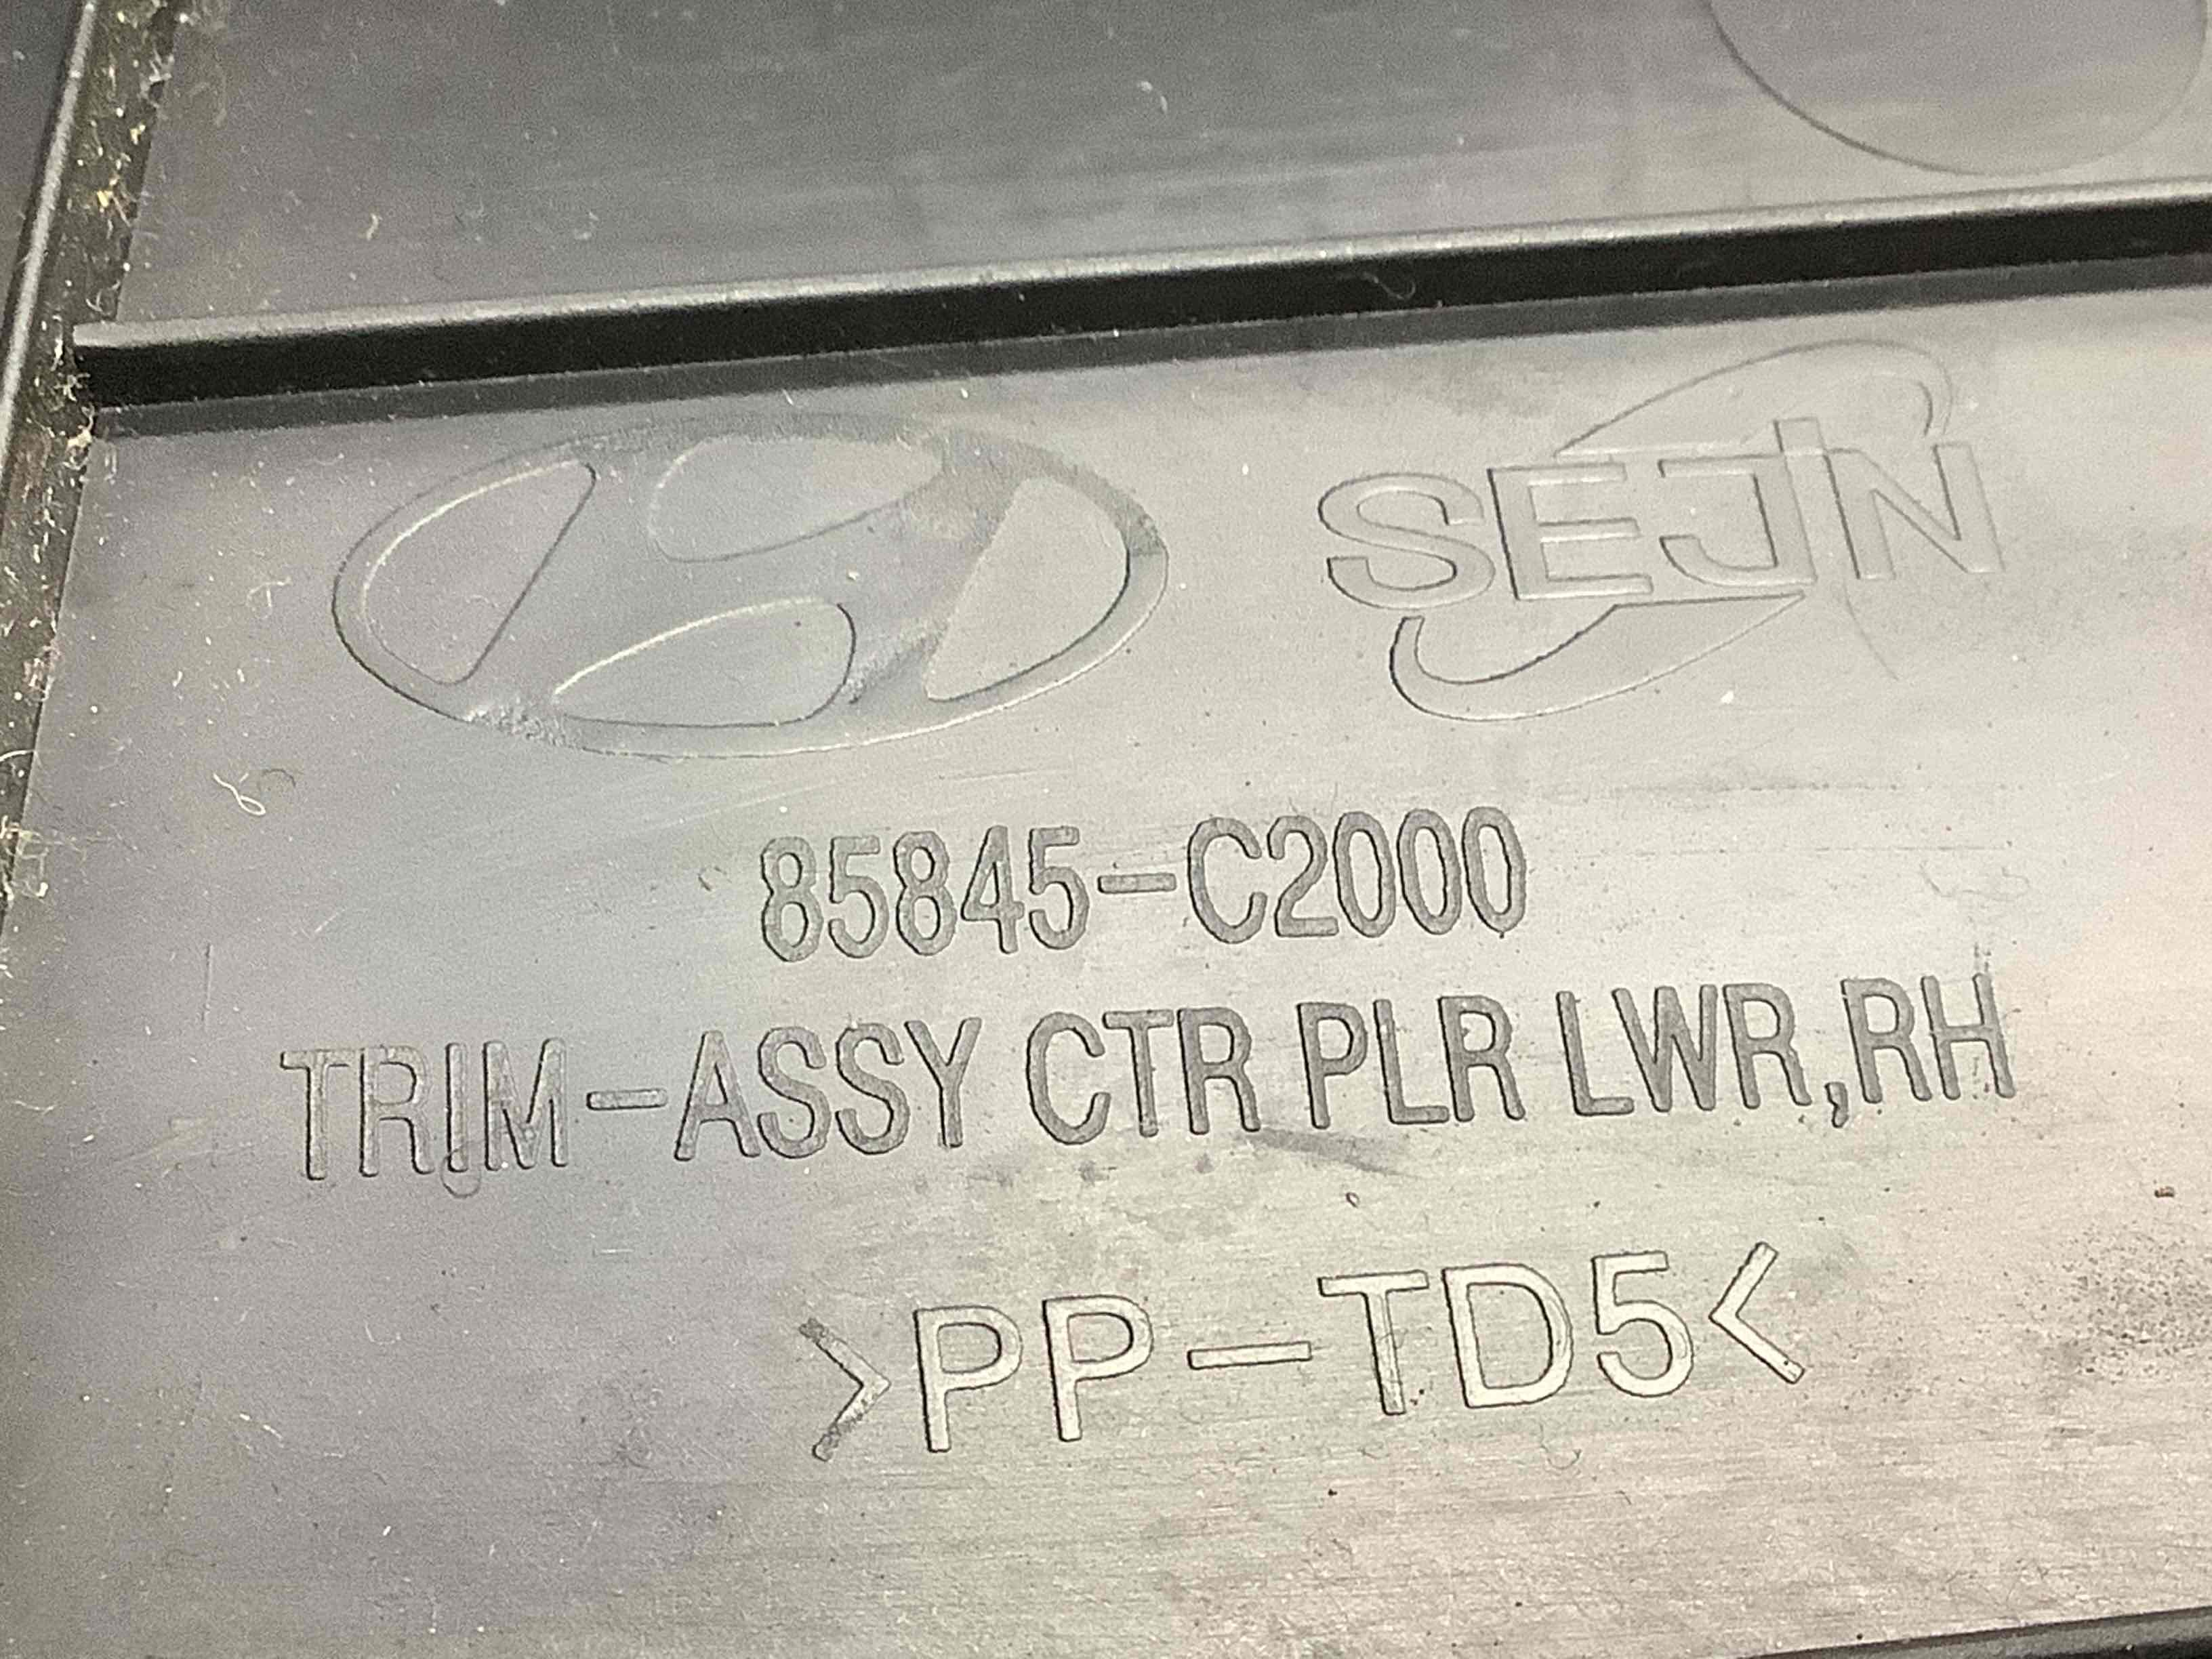 SEJIN
85845-C2000
TRIM-ASSY CTR PLR LWR,RH
>PP-TD5<